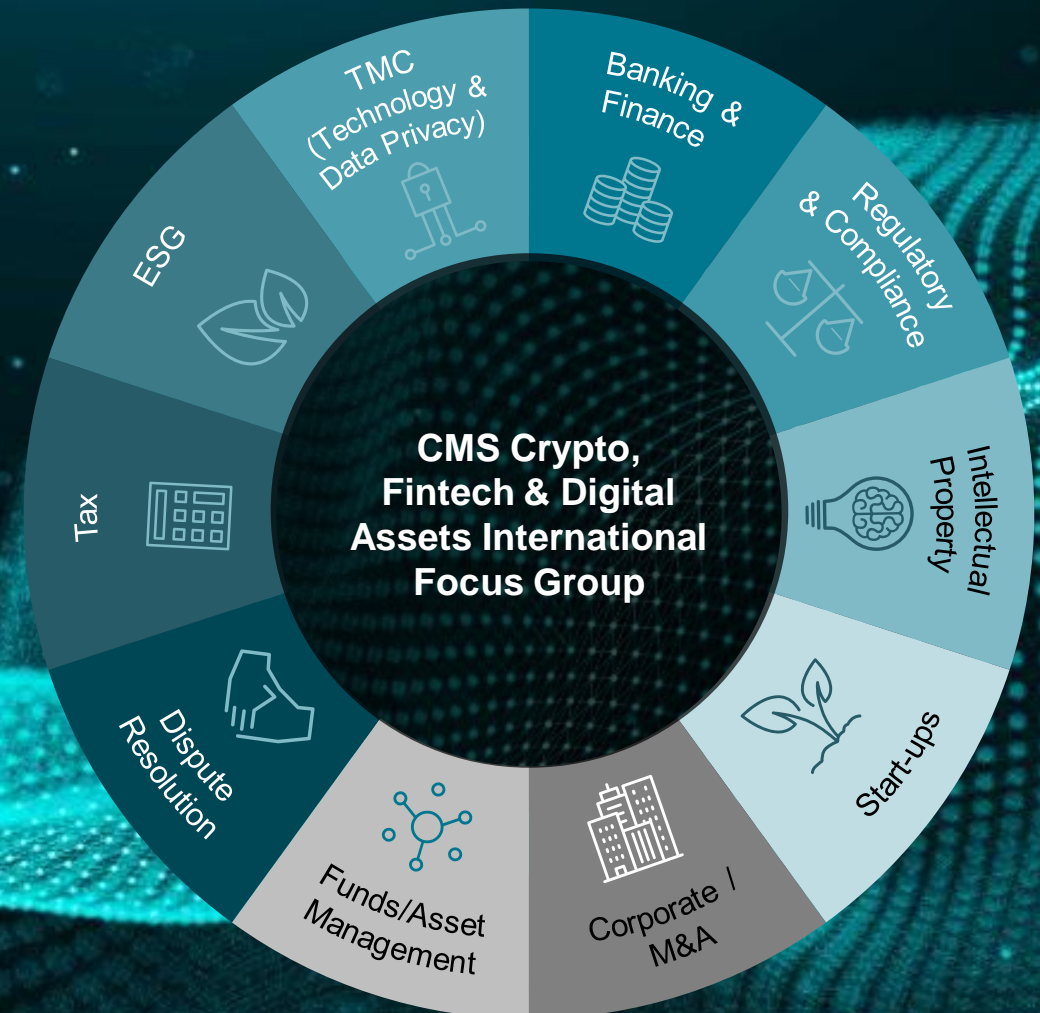 TMC
(Technology &
Data Privacy)
Banking &
Finance
Regulatory
& Compliance
Intellectual
Property
Start-ups
Corporate /
M&A
Funds/Asset
Management
Dispute
Resolution
Tax
ESG
CMS Crypto,
Fintech & Digital
Assets International
Focus Group